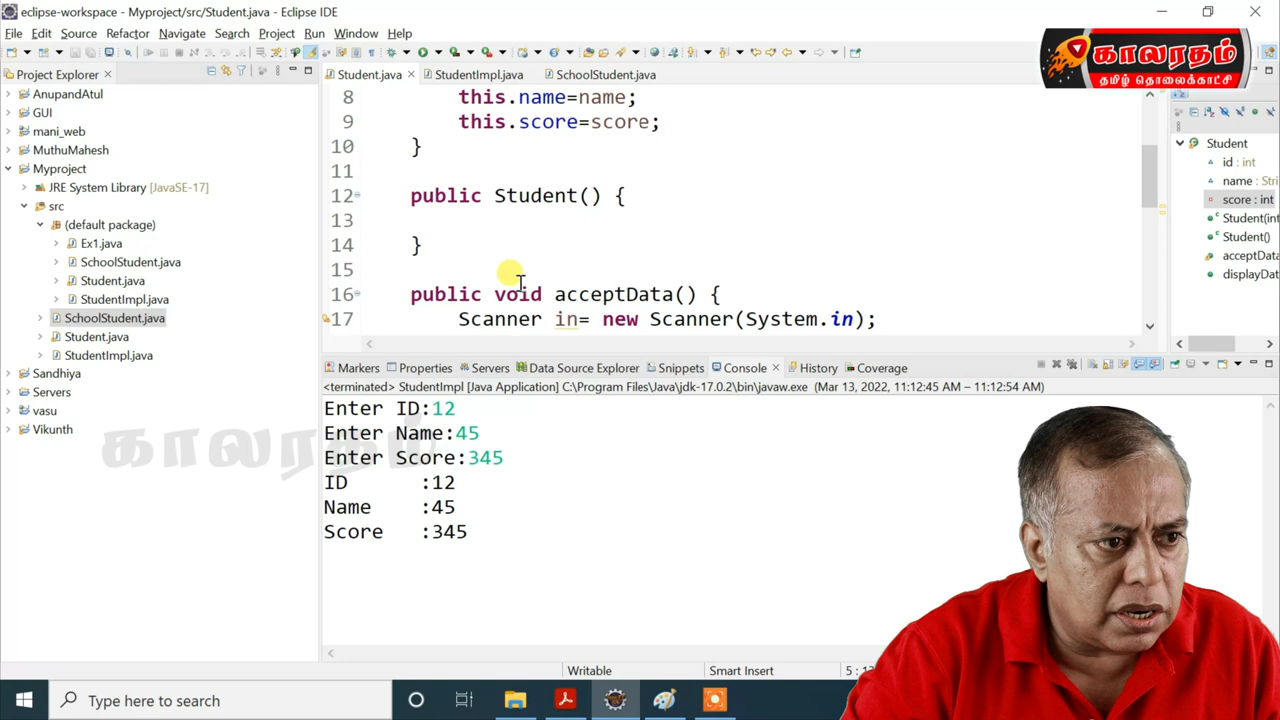 eclipse-workspace - Myproject/src/Student.java - Eclipse IDE
File Edit Source Refactor Navigate Search Project Run Window Help
காலரதம்
தமிழ் தொலைக்காட்சி
Project Explorer
Student.java StudentImpl.java SchoolStudent.java
AnupandAtul
GUI
mani_web
MuthuMahesh
Myproject
JRE System Library [JavaSE-17]
src
(default package)
Ex1.java
SchoolStudent.java
Student.java
StudentImpl.java
SchoolStudent.java
Student.java
StudentImpl.java
Sandhiya
Servers
vasu
Vikunth
காலரதம்
8 this.name=name;
9 this.score=score;
10 }
11
12 public Student() {
13
14 }
15
16 public void acceptData() {
17 Scanner in= new Scanner(System.in);
Student
id : int
name : Stri
score : int
Student(int
Student()
acceptData
displayDat
Markers Properties Servers Data Source Explorer Snippets Console History Coverage
<terminated> StudentImpl [Java Application] C:\Program Files\Java\jdk-17.0.2\bin\javaw.exe (Mar 13, 2022, 11:12:45 AM – 11:12:54 AM)
Enter ID:12
Enter Name:45
Enter Score:345
ID :12
Name :45
Score :345
Writable Smart Insert
Type here to search